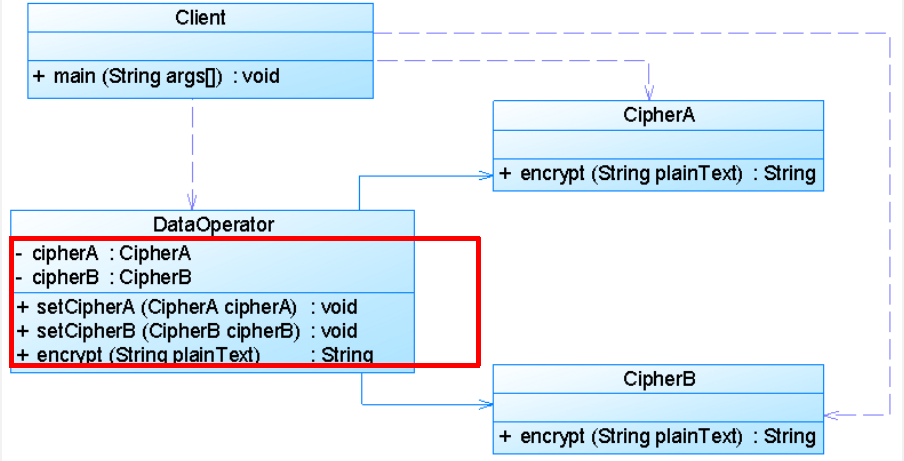 Client
+ main (String args[]) : void
CipherA
+ encrypt (String plainText) : String
DataOperator
- cipherA : CipherA
- cipherB : CipherB
+ setCipherA (CipherA cipherA) : void
+ setCipherB (CipherB cipherB) : void
+ encrypt (String plainText) : String
CipherB
+ encrypt (String plainText) : String